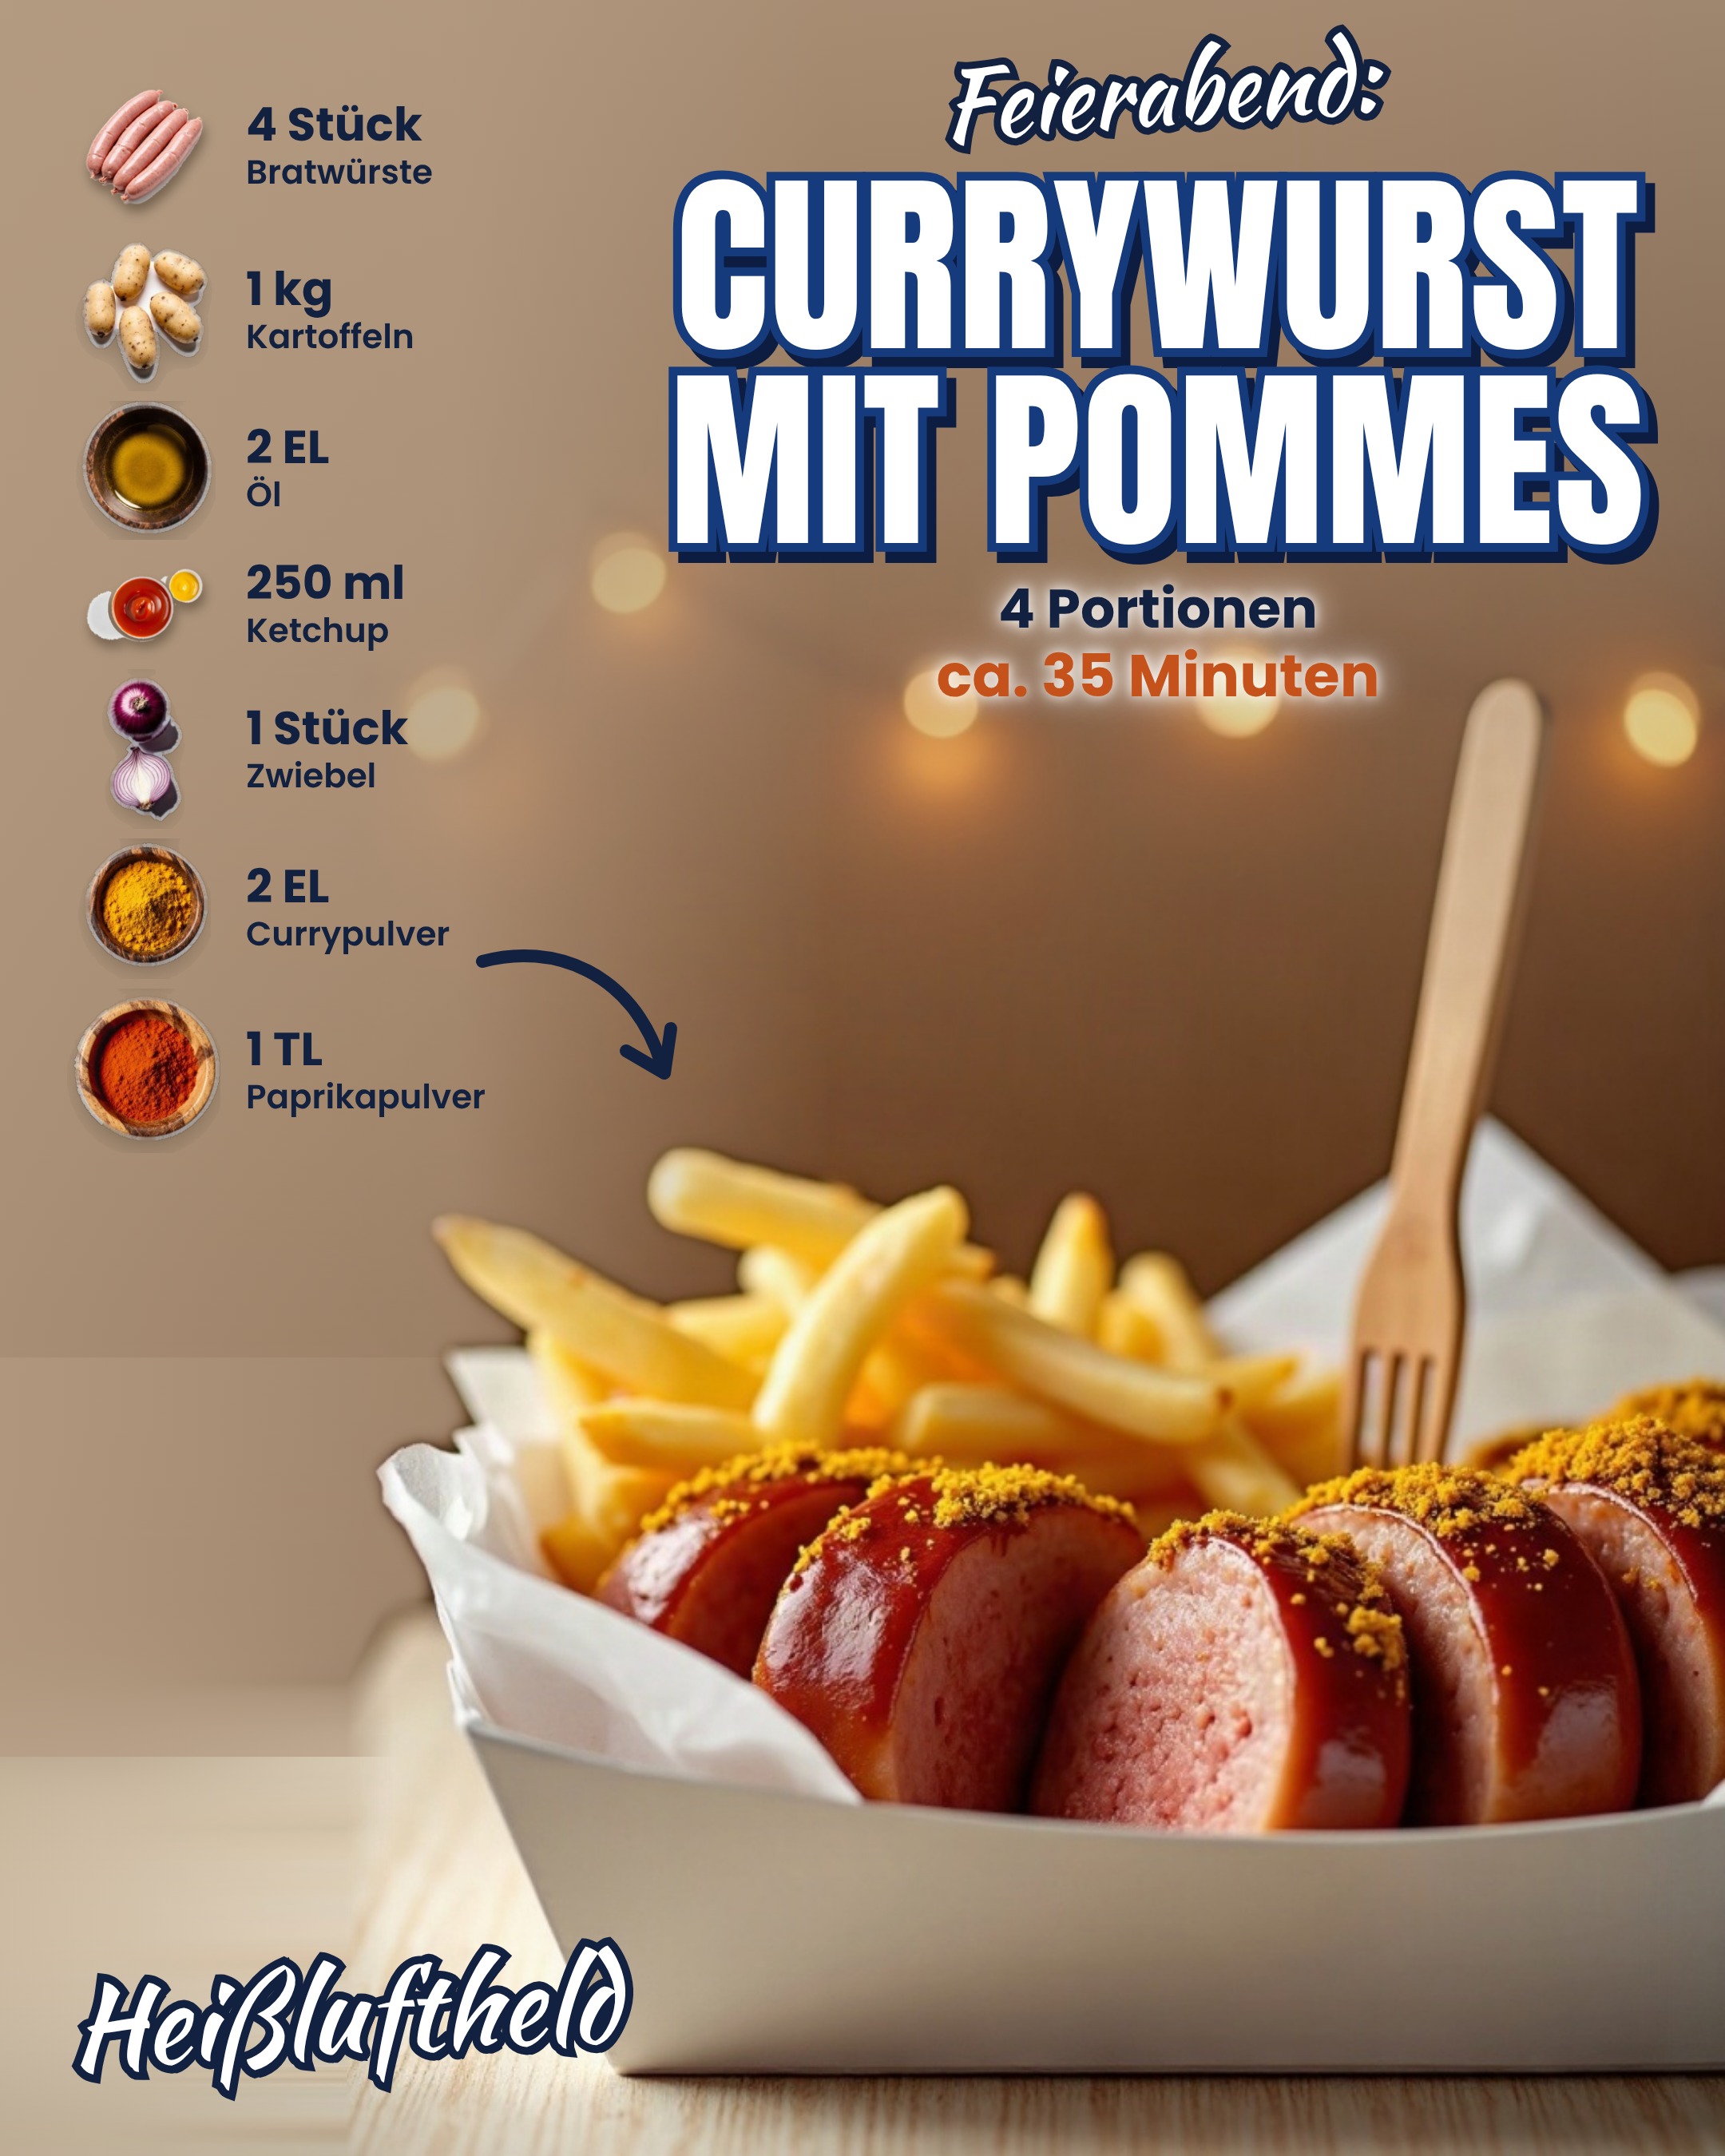 Feierabend:
CURRYWURST
MIT POMMES
4 Portionen
ca. 35 Minuten
4 Stück
Bratwürste
1 kg
Kartoffeln
2 EL
Öl
250 ml
Ketchup
1 Stück
Zwiebel
2 EL
Currypulver
1 TL
Paprikapulver
Heißluftheld